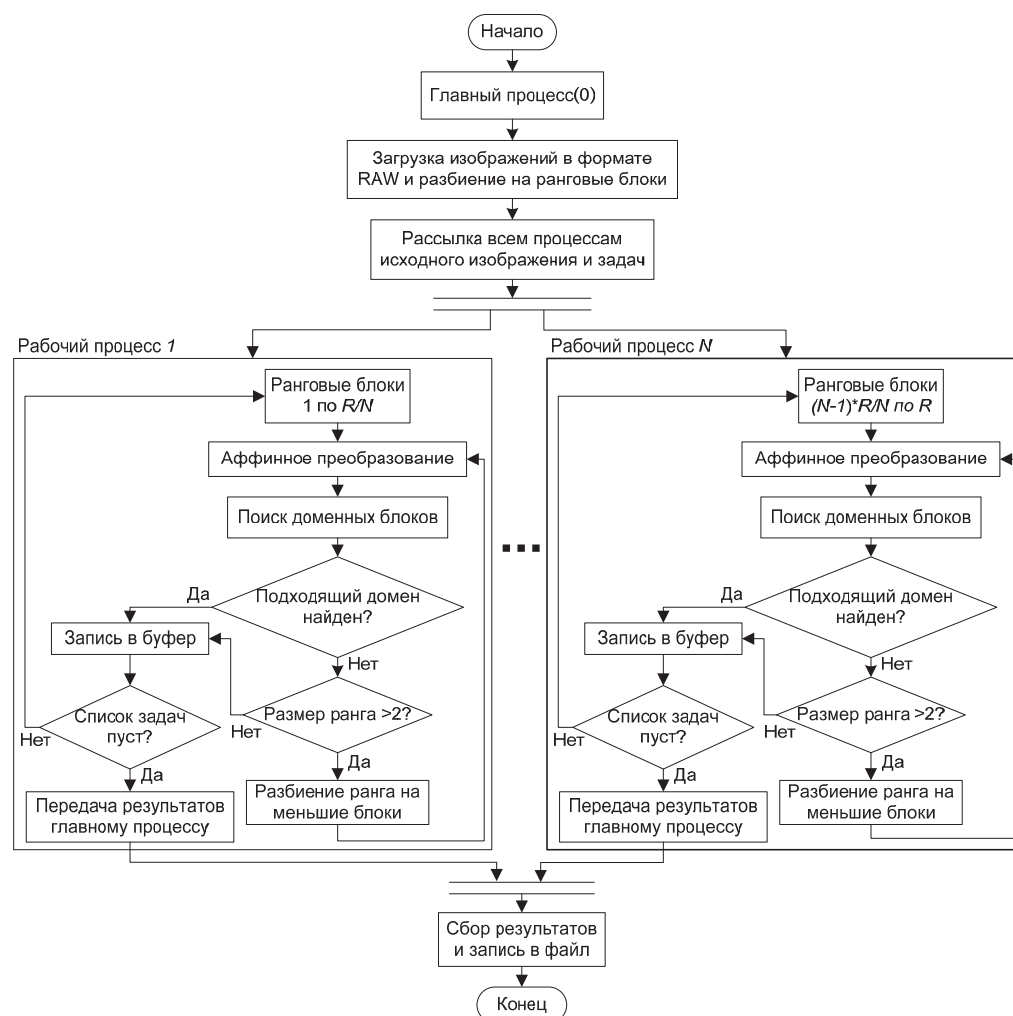 Начало
Главный процесс(0)
Загрузка изображений в формате
RAW и разбиение на ранговые блоки
Рассылка всем процессам
исходного изображения и задач
Рабочий процесс 1
Ранговые блоки
1 по R/N
Аффинное преобразование
Поиск доменных блоков
Подходящий домен
найден?
Да
Запись в буфер
Нет
Размер ранга >2?
Нет
Список задач
пуст?
Нет
Да
Да
Разбиение ранга на
меньшие блоки
Передача результатов
главному процессу
...
Рабочий процесс N
Ранговые блоки
(N-1)*R/N по R
Аффинное преобразование
Поиск доменных блоков
Подходящий домен
найден?
Да
Запись в буфер
Нет
Размер ранга >2?
Нет
Список задач
пуст?
Нет
Да
Да
Разбиение ранга на
меньшие блоки
Передача результатов
главному процессу
Сбор результатов
и запись в файл
Конец